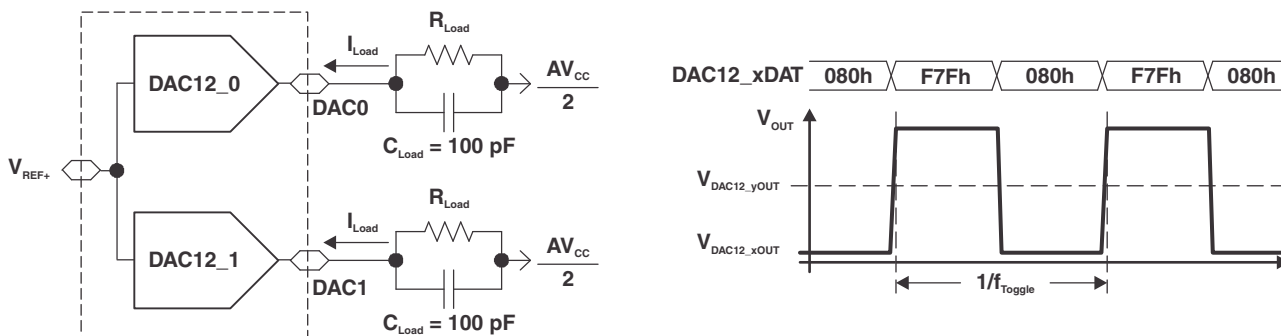 R_Load
I_Load
AV_CC
2
DAC12_0
DAC0
C_Load = 100 pF
V_REF+
R_Load
I_Load
AV_CC
2
DAC12_1
DAC1
C_Load = 100 pF
DAC12_xDAT 080h F7Fh 080h F7Fh 080h
V_OUT
V_DAC12_yOUT
V_DAC12_xOUT
1/f_Toggle